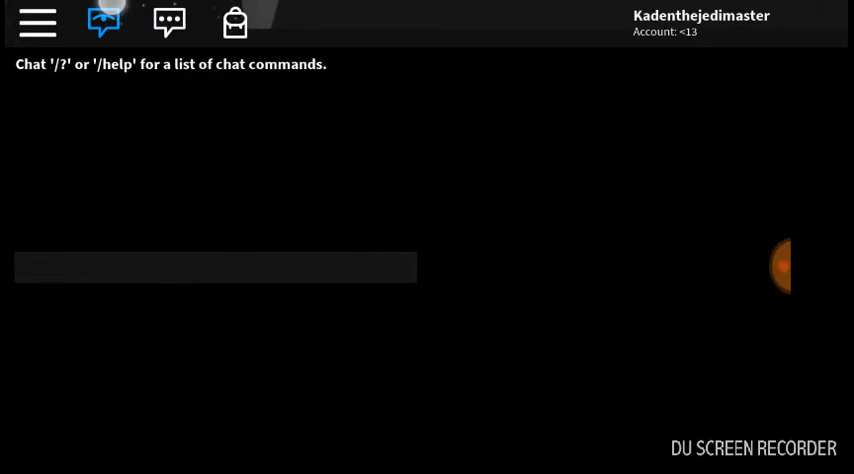 Kadenthejedimaster
Account: <13
Chat '/?' or '/help' for a list of chat commands.
DU SCREEN RECORDER